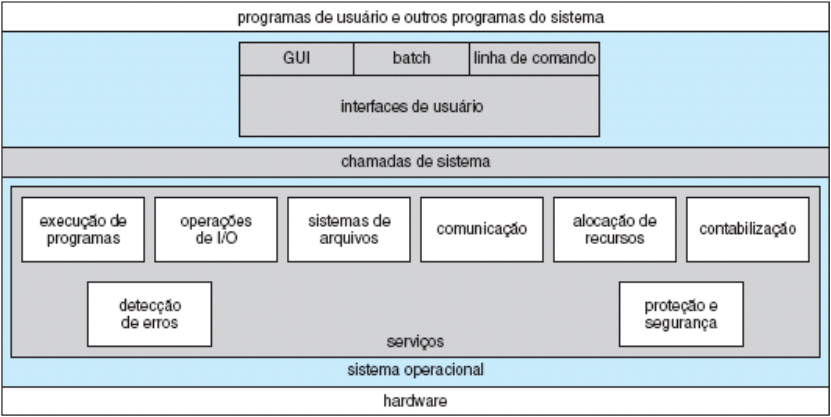 programas de usuário e outros programas do sistema
GUI
batch
linha de comando
interfaces de usuário
chamadas de sistema
execução de
programas
operações
de I/O
sistemas de
arquivos
comunicação
alocação de
recursos
contabilização
detecção
de erros
proteção e
segurança
serviços
sistema operacional
hardware